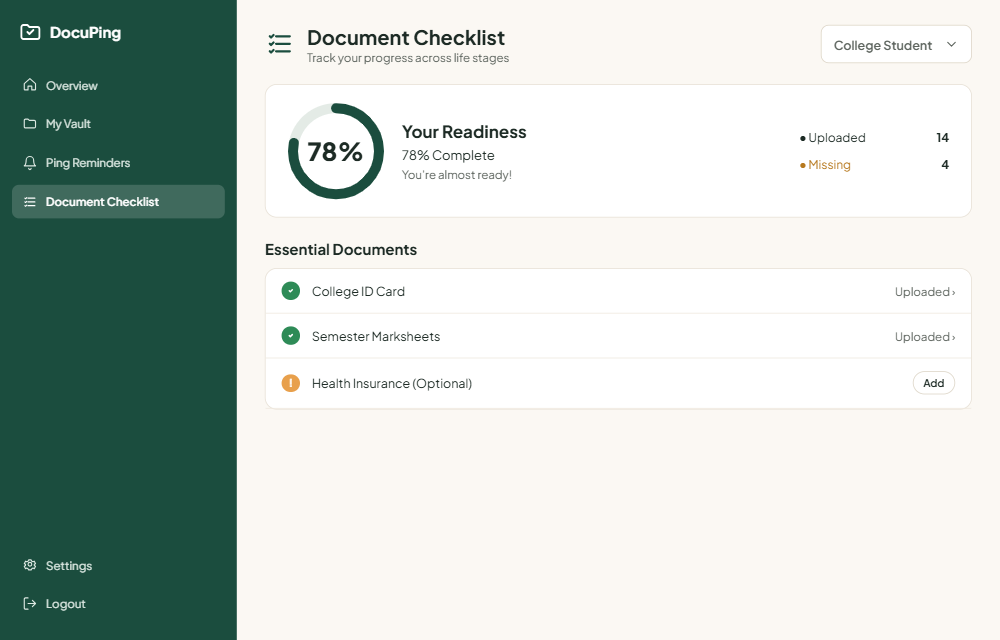 DocuPing
Overview
My Vault
Ping Reminders
Document Checklist
Settings
Logout
Document Checklist
Track your progress across life stages
College Student
78%
Your Readiness
78% Complete
You're almost ready!
Uploaded 14
Missing 4
Essential Documents
College ID Card Uploaded ›
Semester Marksheets Uploaded ›
Health Insurance (Optional) Add